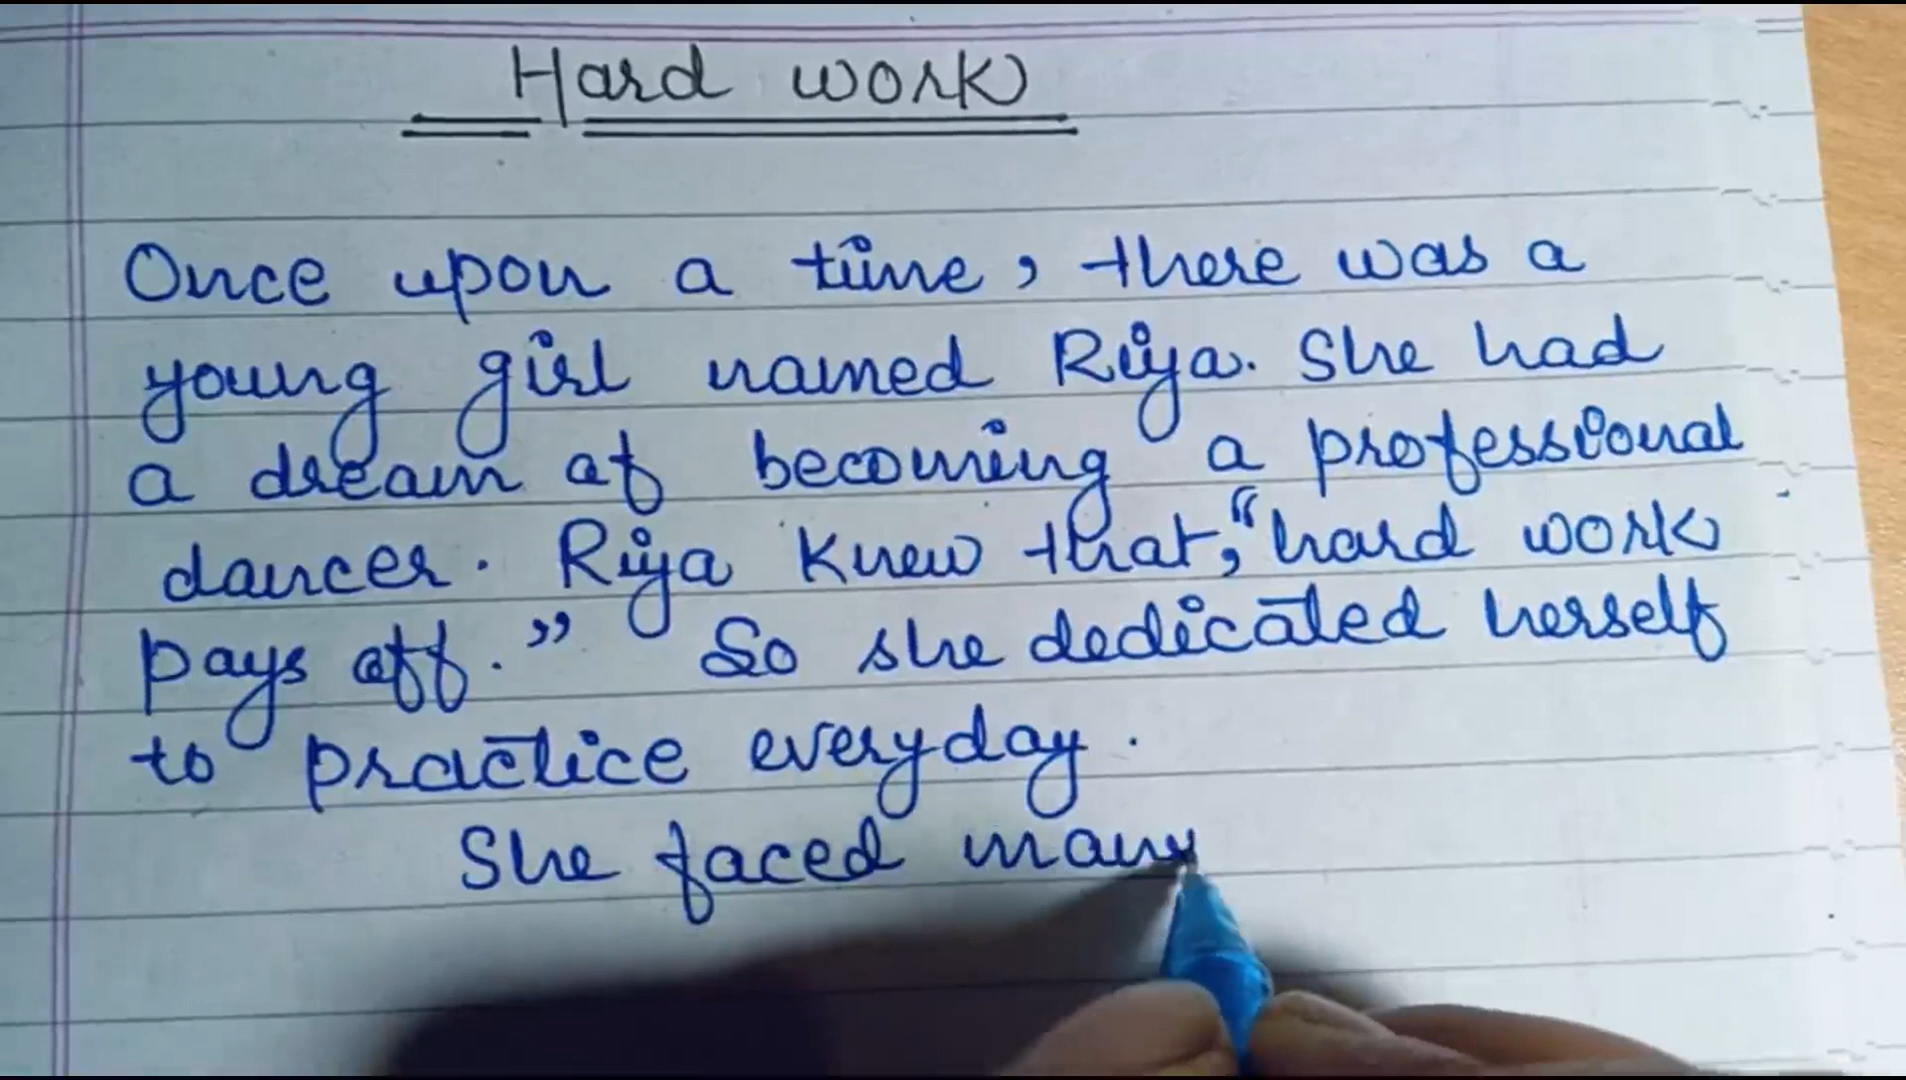 Hard work
Once upon a time, there was a
young girl named Riya. She had
a dream of becoming a professional
dancer. Riya knew that, "hard work
pays off." So she dedicated herself
to practice everyday.
She faced many